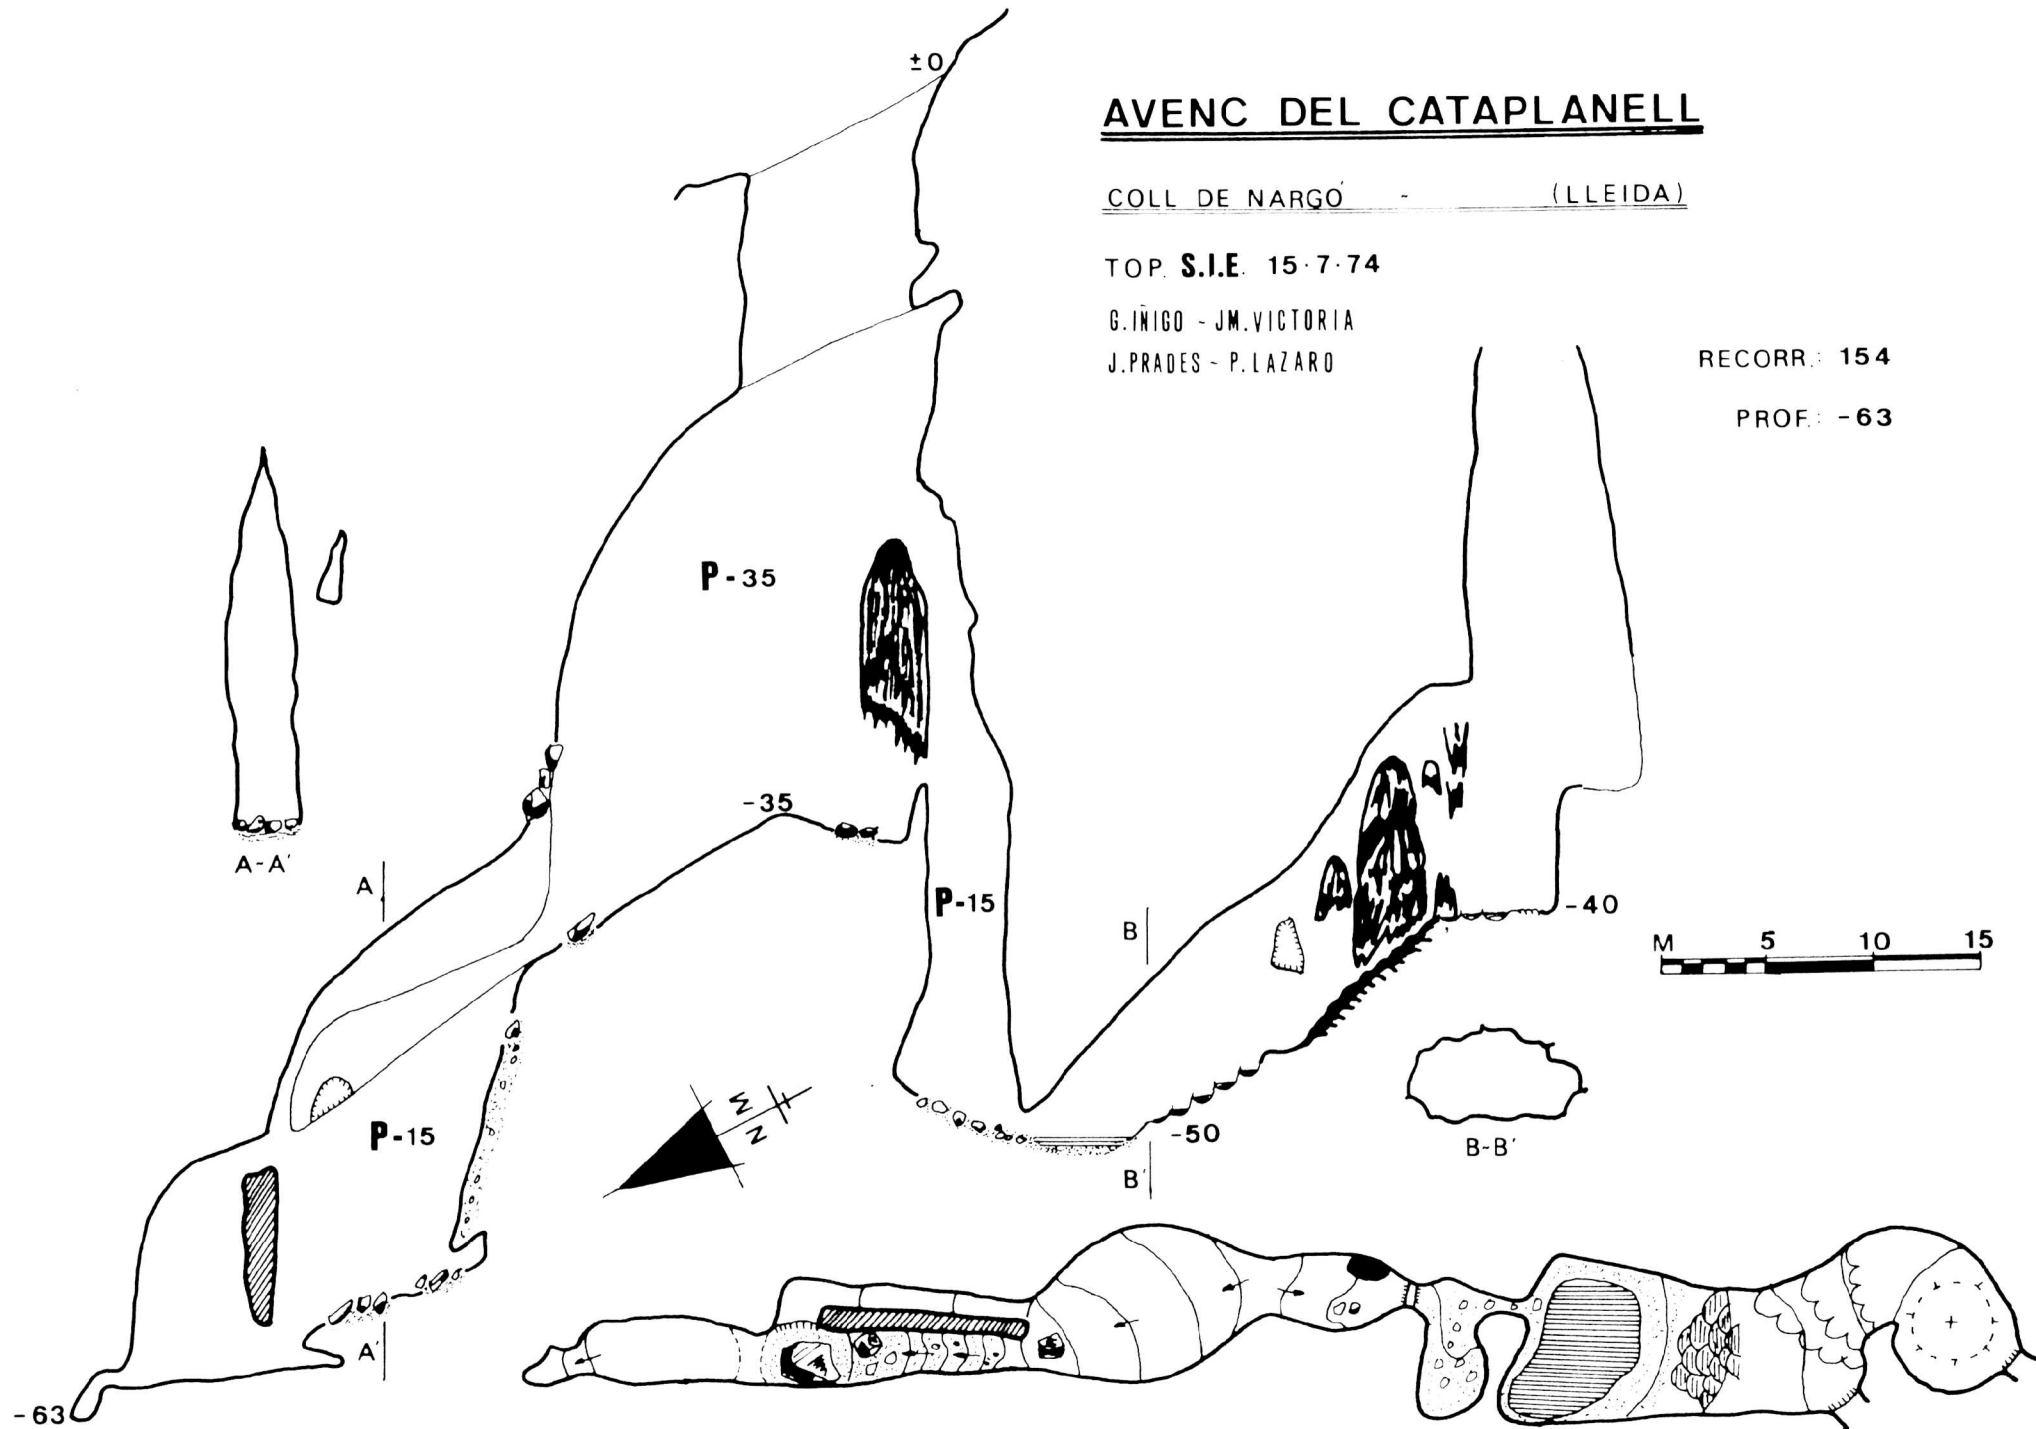 ±0
AVENC DEL CATAPLANELL
COLL DE NARGÓ - (LLEIDA)
TOP. S.I.E. 15·7·74
G.IÑIGO - JM.VICTORIA
J.PRADES - P.LAZARO
RECORR.: 154
PROF.: -63
P-35
-35
A-A'
A
P-15
B
-40
M 5 10 15
P-15
-50
B-B'
B'
M
N
A'
-63